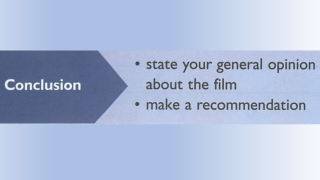 Conclusion
• state your general opinion
about the film
• make a recommendation